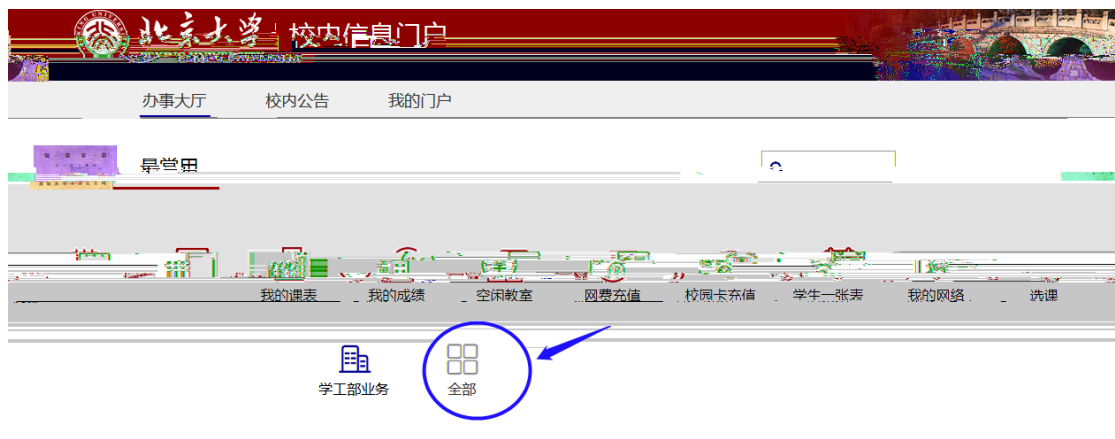 北京大学 校内信息门户
办事大厅 校内公告 我的门户
最常用
我的课表 我的成绩 空闲教室 网费充值 校园卡充值 学生一张表 我的网络 选课
学工部业务 全部